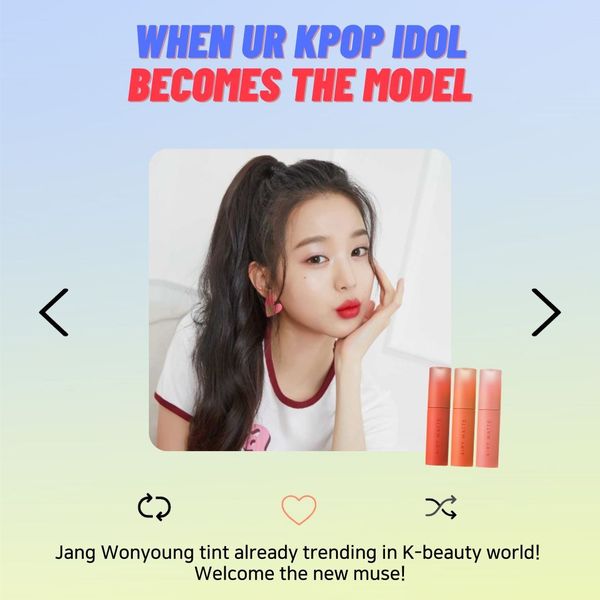 WHEN UR KPOP IDOL
BECOMES THE MODEL
Jang Wonyoung tint already trending in K-beauty world!
Welcome the new muse!